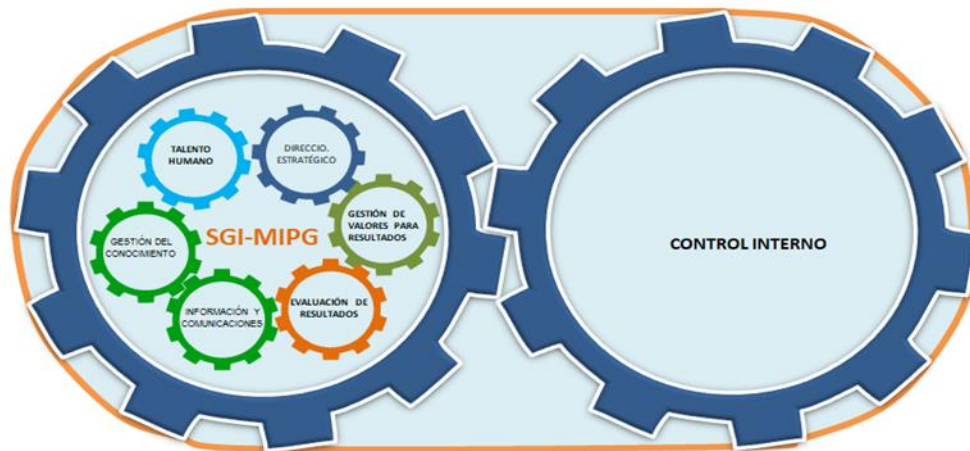 TALENTO
HUMANO
DIRECCIO.
ESTRATÉGICO
GESTIÓN DE
VALORES PARA
RESULTADOS
SGI-MIPG
GESTIÓN DEL
CONOCIMIENTO
INFORMACIÓN Y
COMUNICACIONES
EVALUACIÓN DE
RESULTADOS
CONTROL INTERNO